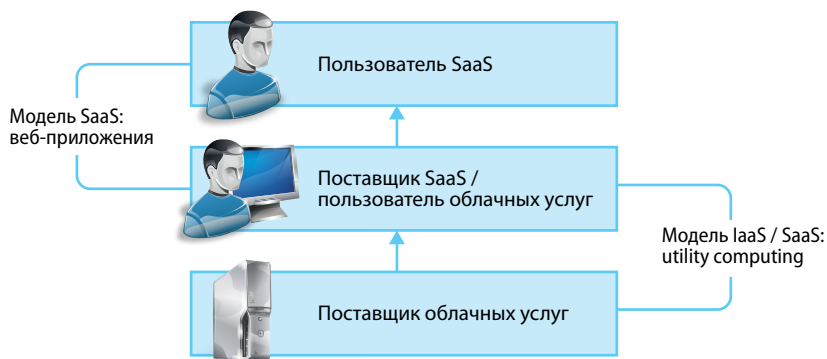 Пользователь SaaS
Модель SaaS:
веб-приложения
Поставщик SaaS /
пользователь облачных услуг
Модель IaaS / SaaS:
utility computing
Поставщик облачных услуг